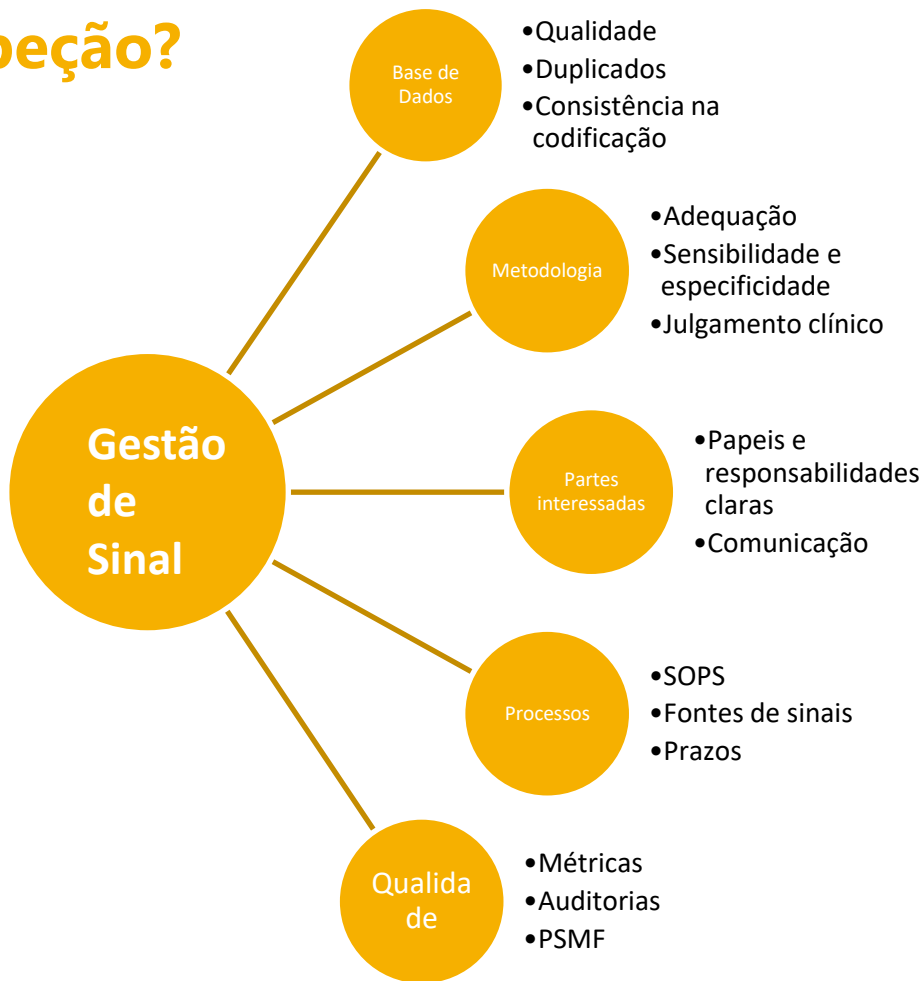 peção?
Base de
Dados
•Qualidade
•Duplicados
•Consistência na
codificação
Metodologia
•Adequação
•Sensibilidade e
especificidade
•Julgamento clínico
Gestão
de
Sinal
Partes
interessadas
•Papeis e
responsabilidades
claras
•Comunicação
Processos
•SOPS
•Fontes de sinais
•Prazos
Qualida
de
•Métricas
•Auditorias
•PSMF